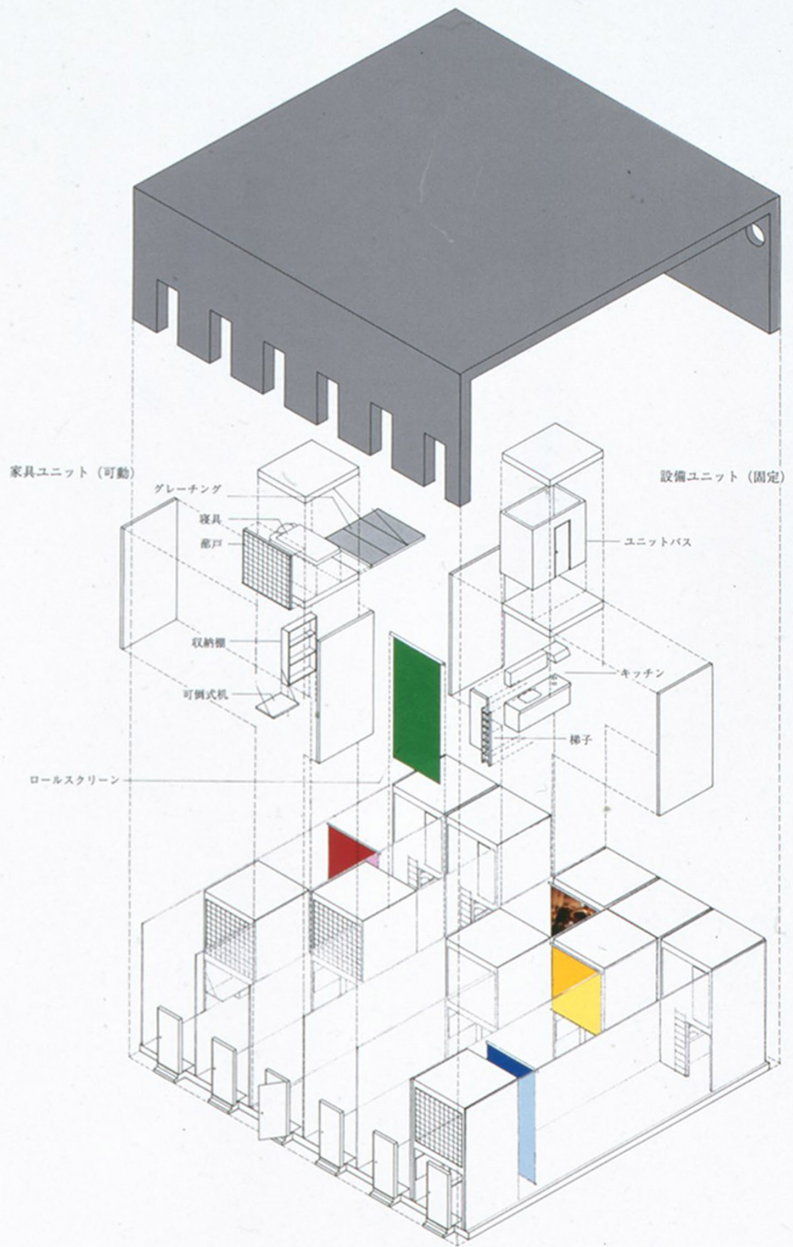 家具ユニット（可動）
設備ユニット（固定）
グレーチング
寝具
蔀戸
ユニットバス
収納棚
キッチン
可倒式机
梯子
ロールスクリーン